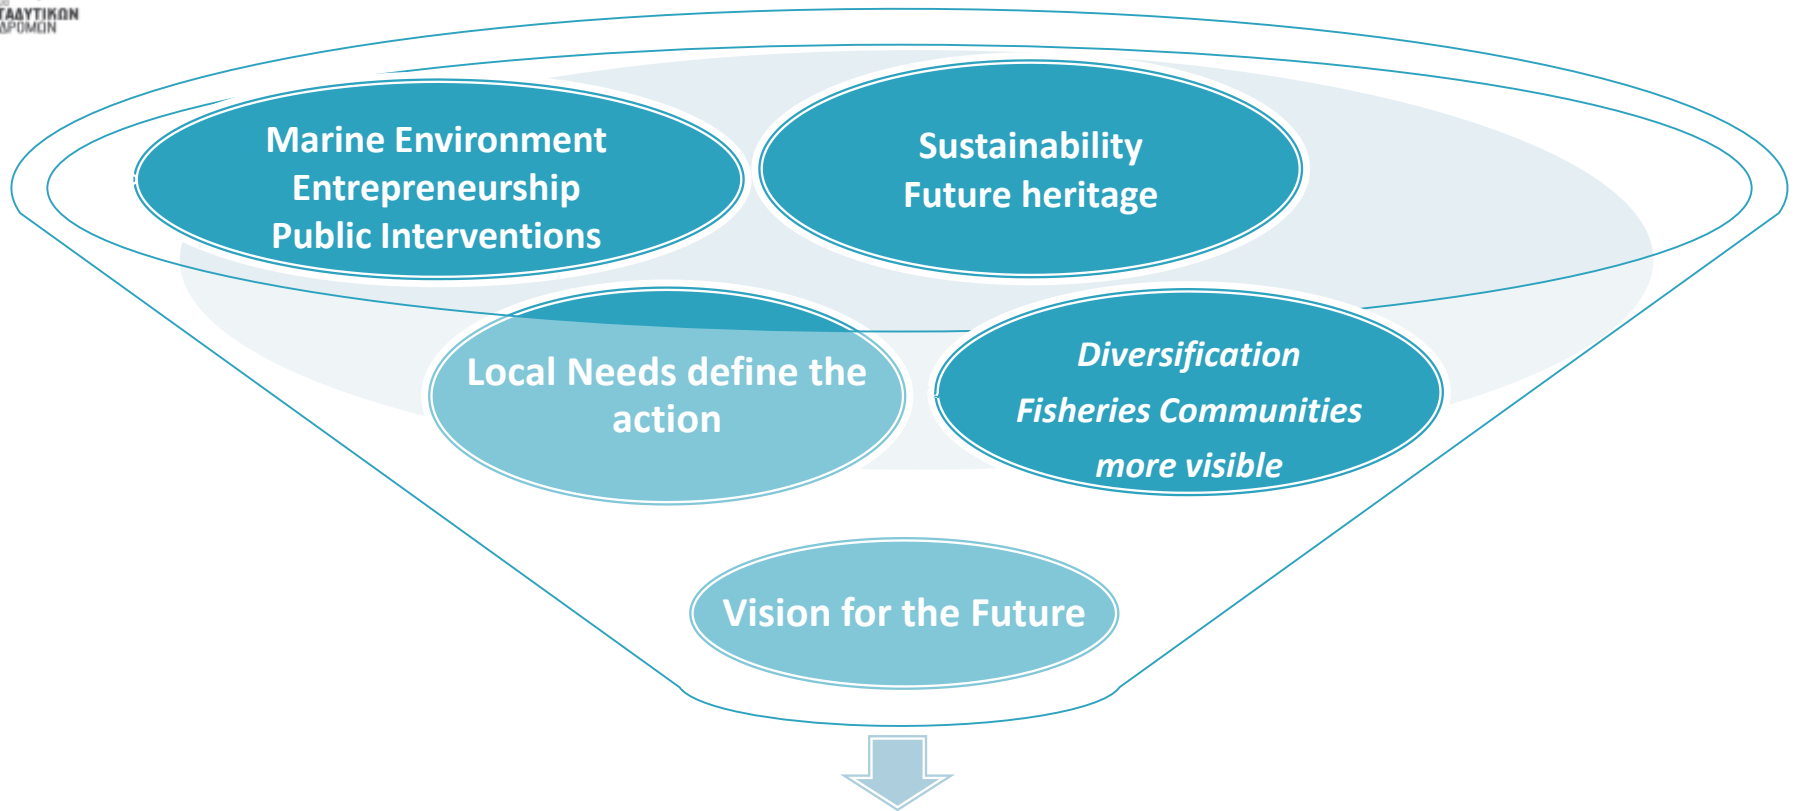 Marine Environment
Entrepreneurship
Public Interventions
Sustainability
Future heritage
Local Needs define the
action
Diversification
Fisheries Communities
more visible
Vision for the Future